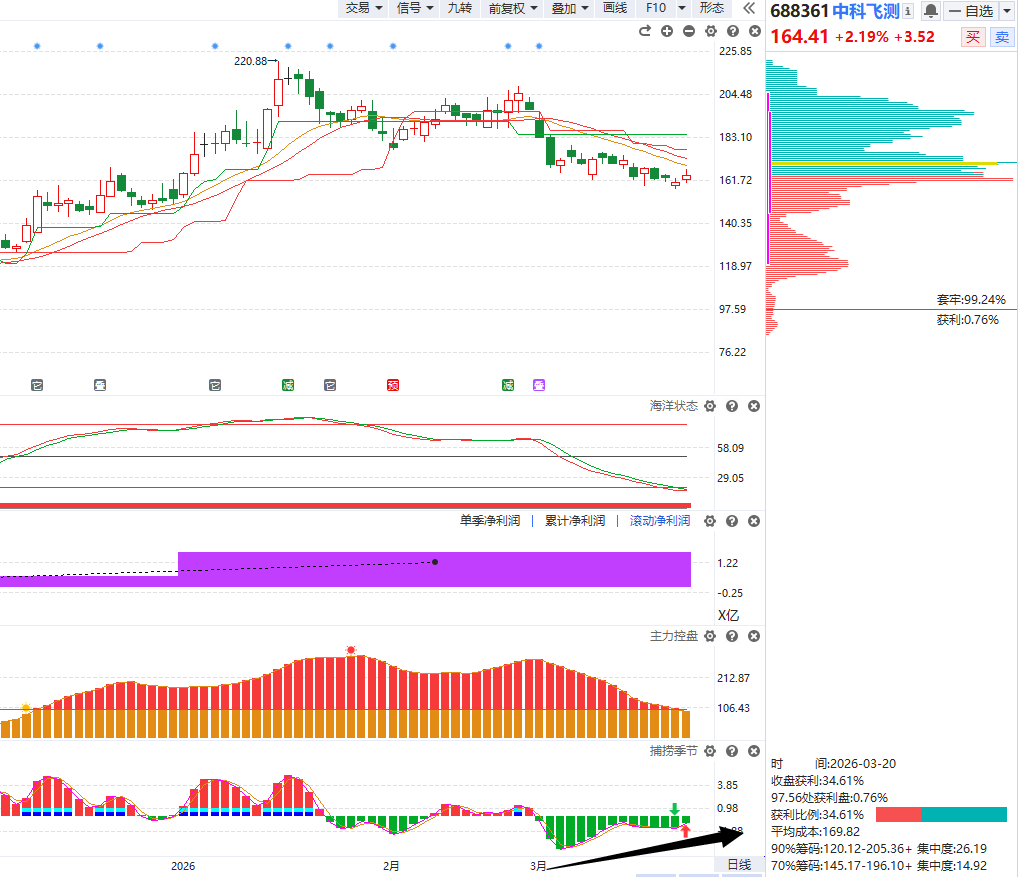 交易 信号 九转 前复权 叠加 画线 F10 形态
688361 中科飞测 自选
164.41 +2.19% +3.52 买 卖
225.85
220.88
204.48
183.10
161.72
140.35
118.97
97.59
76.22
套牢:99.24%
获利:0.76%
减 预 减
海洋状态
58.09
29.05
单季净利润 | 累计净利润 | 滚动净利润
1.22
-0.25
X亿
主力控盘
212.87
106.43
捕捞季节
3.85
0.98
2026 2月 3月 日线
时 间:2026-03-20
收盘获利:34.61%
97.56处获利盘:0.76%
获利比例:34.61%
平均成本:169.82
90%筹码:120.12-205.36+ 集中度:26.19
70%筹码:145.17-196.10+ 集中度:14.92